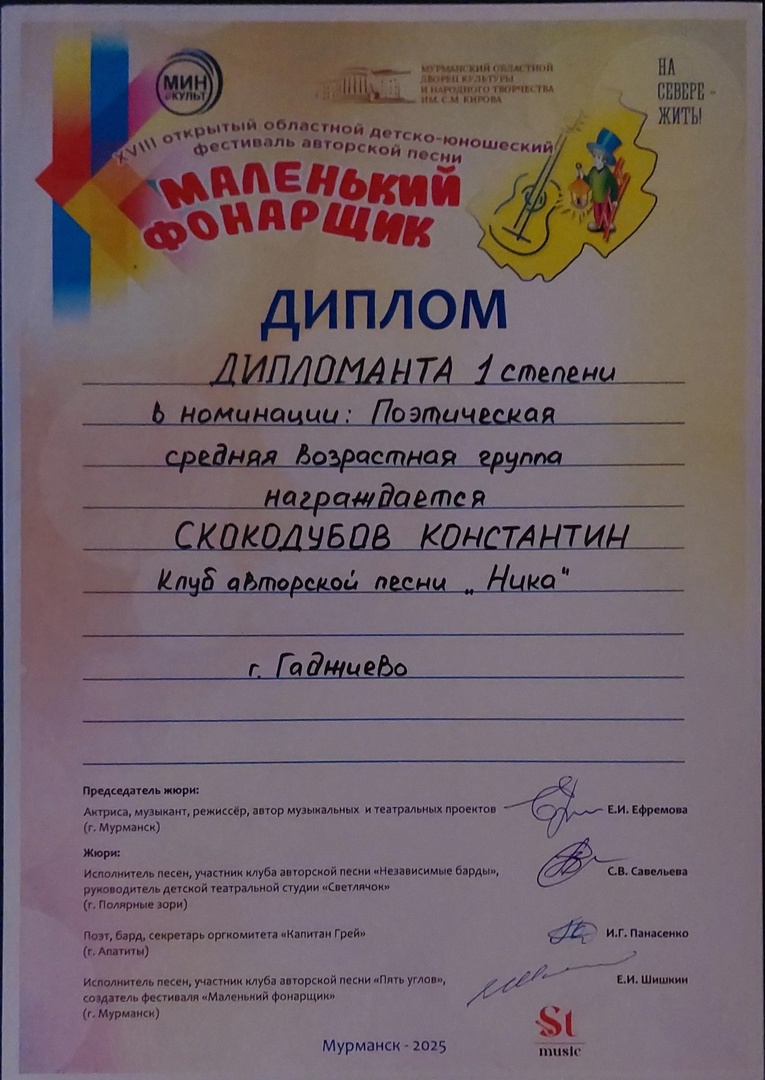 МИН
КУЛЬТ
МУРМАНСКИЙ ОБЛАСТНОЙ
ДВОРЕЦ КУЛЬТУРЫ
И НАРОДНОГО ТВОРЧЕСТВА
ИМ. С.М. КИРОВА
НА
СЕВЕРЕ -
ЖИТЬ!
XVIII открытый областной детско-юношеский
фестиваль авторской песни
МАЛЕНЬКИЙ
ФОНАРЩИК
ДИПЛОМ
ДИПЛОМАНТА 1 степени
в номинации: Поэтическая
средняя возрастная группа
награждается
СКОКОДУБОВ КОНСТАНТИН
Клуб авторской песни „Ника"
г. Гаджиево
Председатель жюри:
Актриса, музыкант, режиссёр, автор музыкальных и театральных проектов Е.И. Ефремова
(г. Мурманск)
Жюри:
Исполнитель песен, участник клуба авторской песни «Независимые барды», С.В. Савельева
руководитель детской театральной студии «Светлячок»
(г. Полярные зори)
Поэт, бард, секретарь оргкомитета «Капитан Грей» И.Г. Панасенко
(г. Апатиты)
Исполнитель песен, участник клуба авторской песни «Пять углов», Е.И. Шишкин
создатель фестиваля «Маленький фонарщик»
(г. Мурманск)
St
music
Мурманск - 2025